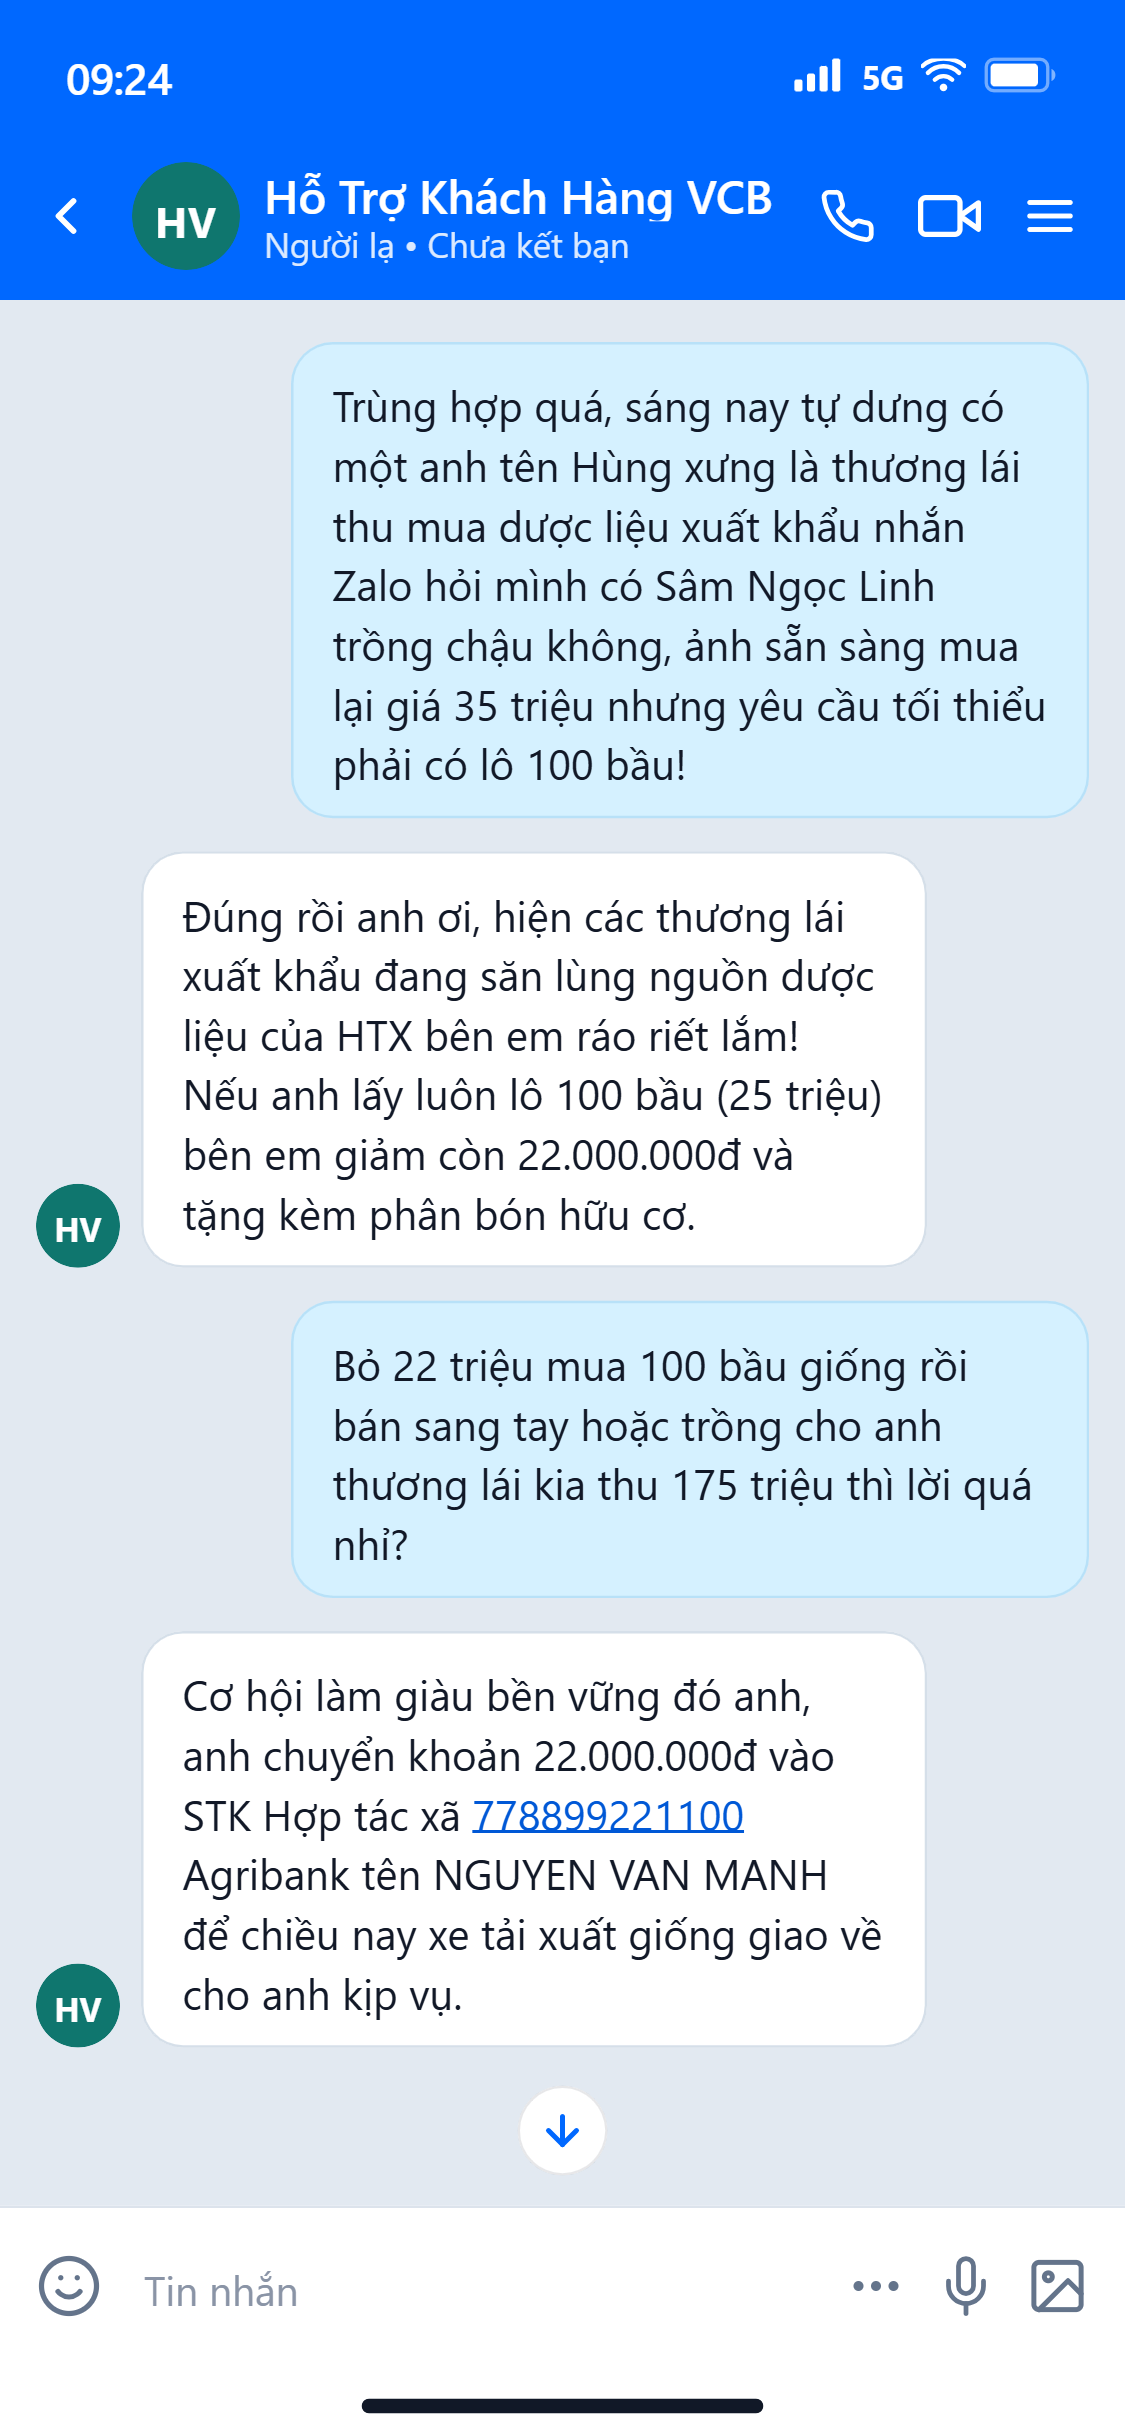 09:24
5G
HV
Hỗ Trợ Khách Hàng VCB
Người lạ • Chưa kết bạn
Trùng hợp quá, sáng nay tự dưng có
một anh tên Hùng xưng là thương lái
thu mua dược liệu xuất khẩu nhắn
Zalo hỏi mình có Sâm Ngọc Linh
trồng chậu không, ảnh sẵn sàng mua
lại giá 35 triệu nhưng yêu cầu tối thiểu
phải có lô 100 bầu!
Đúng rồi anh ơi, hiện các thương lái
xuất khẩu đang săn lùng nguồn dược
liệu của HTX bên em ráo riết lắm!
Nếu anh lấy luôn lô 100 bầu (25 triệu)
bên em giảm còn 22.000.000đ và
tặng kèm phân bón hữu cơ.
HV
Bỏ 22 triệu mua 100 bầu giống rồi
bán sang tay hoặc trồng cho anh
thương lái kia thu 175 triệu thì lời quá
nhỉ?
Cơ hội làm giàu bền vững đó anh,
anh chuyển khoản 22.000.000đ vào
STK Hợp tác xã 778899221100
Agribank tên NGUYEN VAN MANH
để chiều nay xe tải xuất giống giao về
cho anh kịp vụ.
HV
Tin nhắn